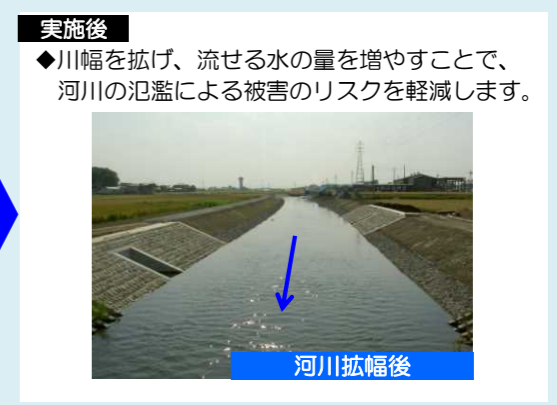 実施後
◆川幅を拡げ、流せる水の量を増やすことで、
河川の氾濫による被害のリスクを軽減します。
河川拡幅後